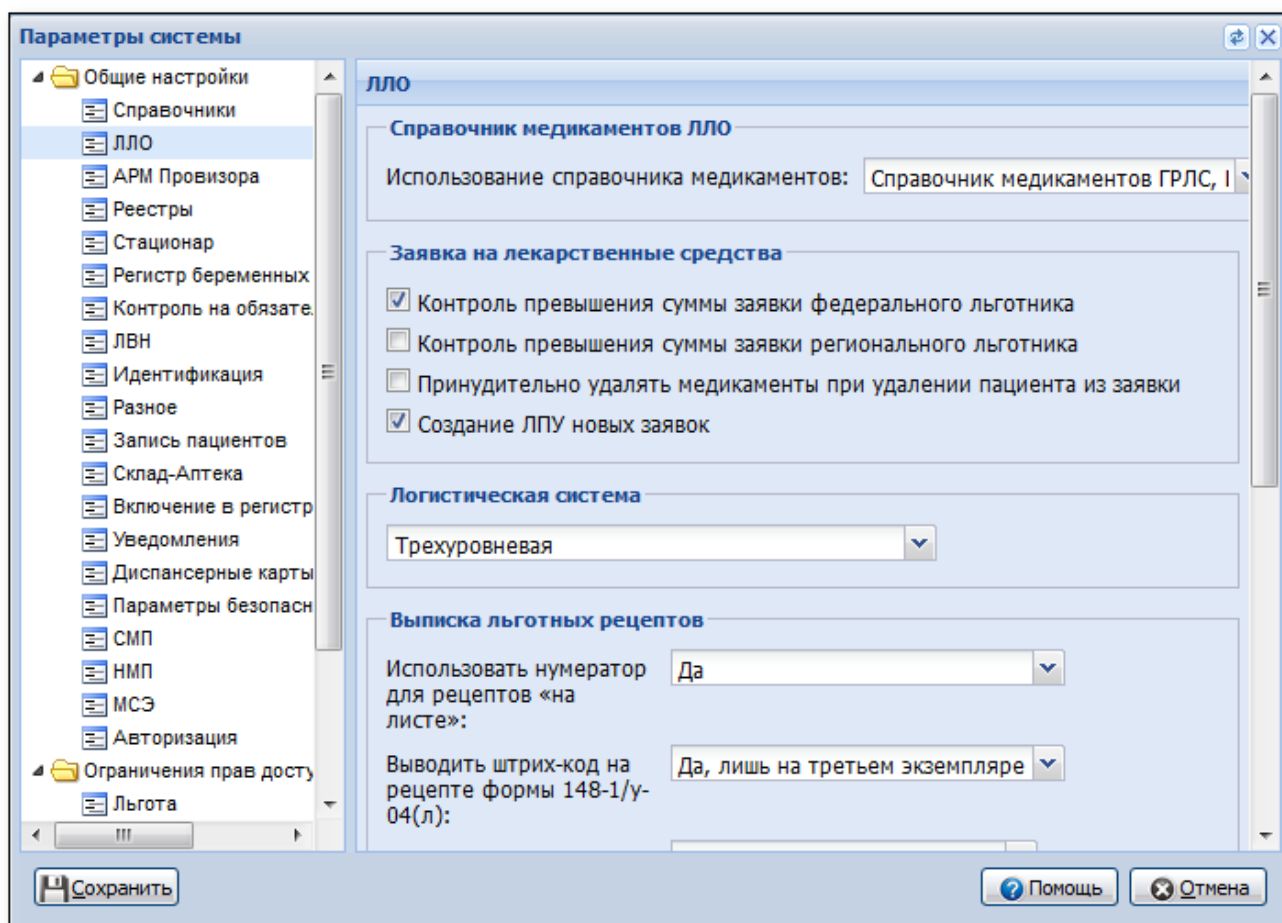 Параметры системы
Общие настройки
Справочники
ЛЛО
АРМ Провизора
Реестры
Стационар
Регистр беременных
Контроль на обязате.
ЛВН
Идентификация
Разное
Запись пациентов
Склад-Аптека
Включение в регистр
Уведомления
Диспансерные карты
Параметры безопасн
СМП
НМП
МСЭ
Авторизация
Ограничения прав досту
Льгота
ЛЛО
Справочник медикаментов ЛЛО
Использование справочника медикаментов: Справочник медикаментов ГРЛС,
Заявка на лекарственные средства
Контроль превышения суммы заявки федерального льготника
Контроль превышения суммы заявки регионального льготника
Принудительно удалять медикаменты при удалении пациента из заявки
Создание ЛПУ новых заявок
Логистическая система
Трехуровневая
Выписка льготных рецептов
Использовать нумератор Да
для рецептов «на
листе»:
Выводить штрих-код на Да, лишь на третьем экземпляре
рецепте формы 148-1/у-
04(л):
Сохранить Помощь Отмена